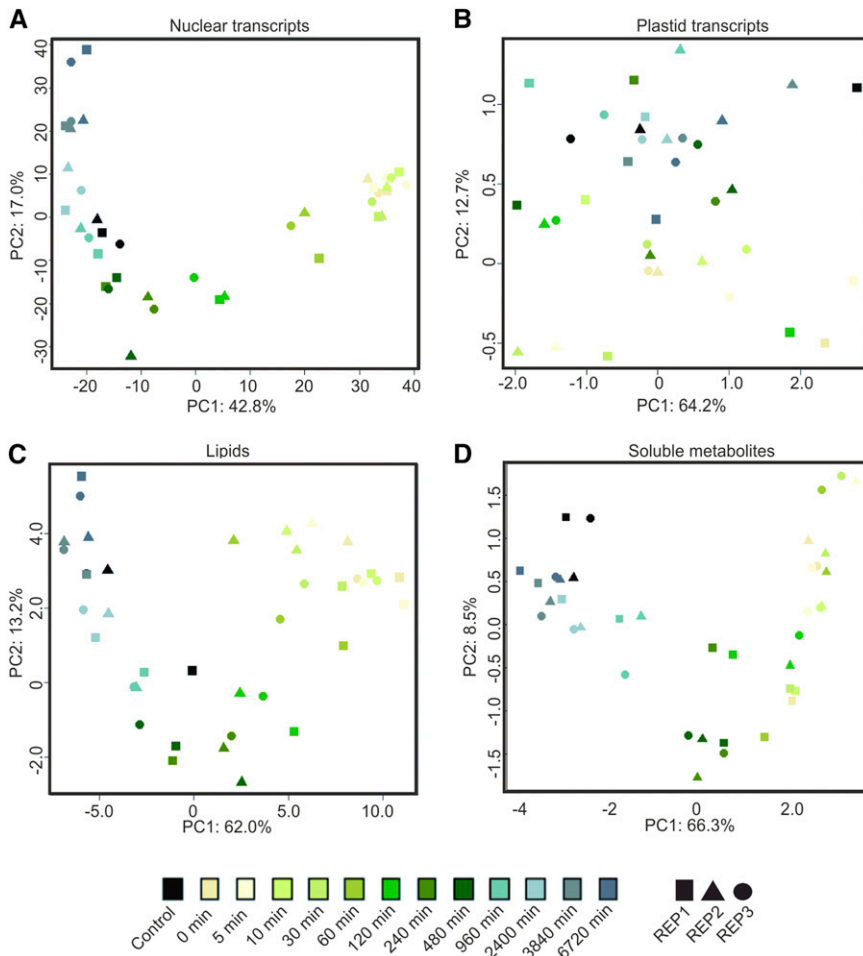 A
Nuclear transcripts
PC2: 17.0%
40
30
20
10
0
-10
-20
-30
-20
-10
0
10
20
30
40
PC1: 42.8%
B
Plastid transcripts
PC2: 12.7%
1.0
0.5
0
-0.5
-2.0
-1.0
0
1.0
2.0
PC1: 64.2%
C
Lipids
PC2: 13.2%
4.0
2.0
0
-2.0
-5.0
0
5.0
10.0
PC1: 62.0%
D
Soluble metabolites
PC2: 8.5%
1.5
1.0
0.5
0.0
-0.5
-1.0
-1.5
-4
-2
0
2.0
PC1: 66.3%
Control
0 min
5 min
10 min
30 min
60 min
120 min
240 min
480 min
960 min
2400 min
3840 min
6720 min
REP1
REP2
REP3